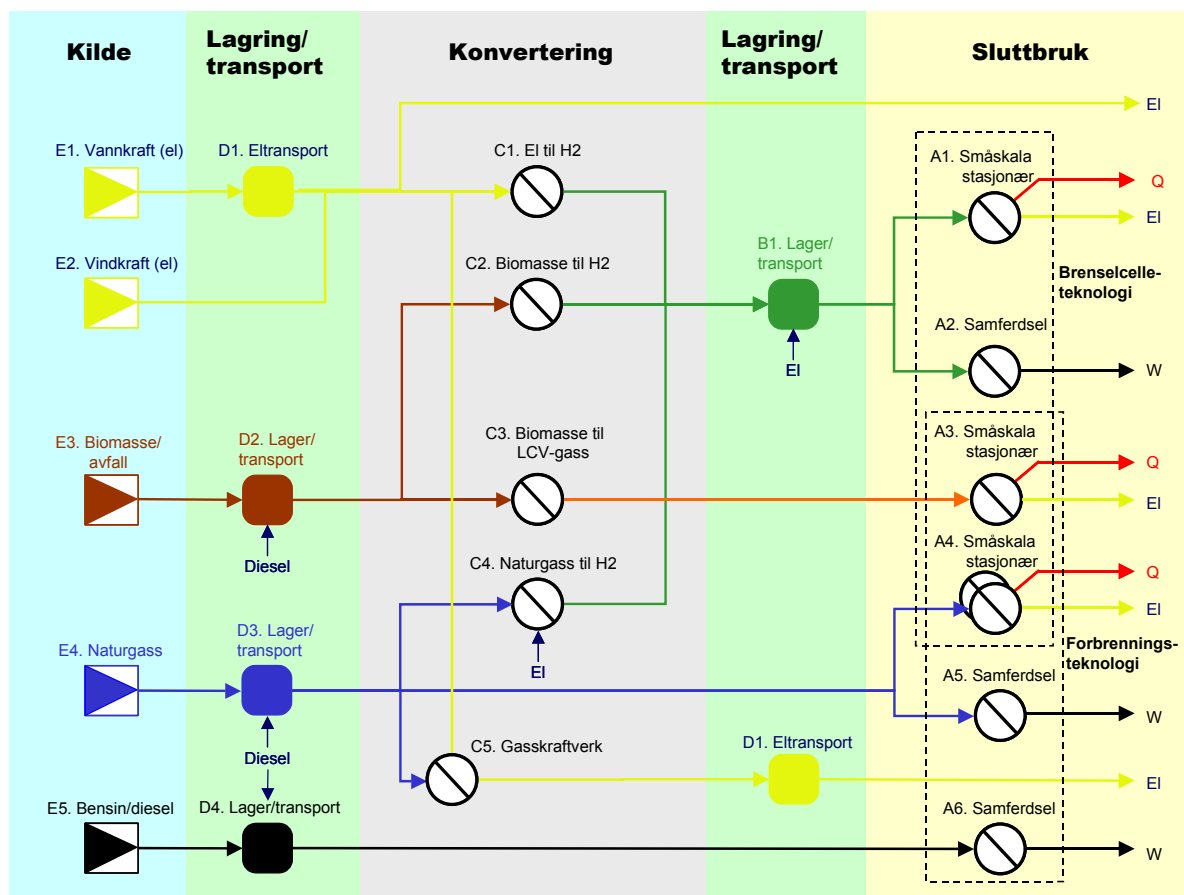 Kilde
Lagring/
transport
Konvertering
Lagring/
transport
Sluttbruk
El
E1. Vannkraft (el)
D1. Eltransport
C1. El til H2
A1. Småskala
stasjonær
Q
El
E2. Vindkraft (el)
C2. Biomasse til H2
B1. Lager/
transport
El
Brenselcelle-
teknologi
A2. Samferdsel
W
E3. Biomasse/
avfall
D2. Lager/
transport
Diesel
C3. Biomasse til
LCV-gass
A3. Småskala
stasjonær
Q
El
C4. Naturgass til H2
El
A4. Småskala
stasjonær
Q
El
E4. Naturgass
D3. Lager/
transport
Diesel
Forbrennings-
teknologi
A5. Samferdsel
W
C5. Gasskraftverk
D1. Eltransport
El
E5. Bensin/diesel
D4. Lager/transport
A6. Samferdsel
W